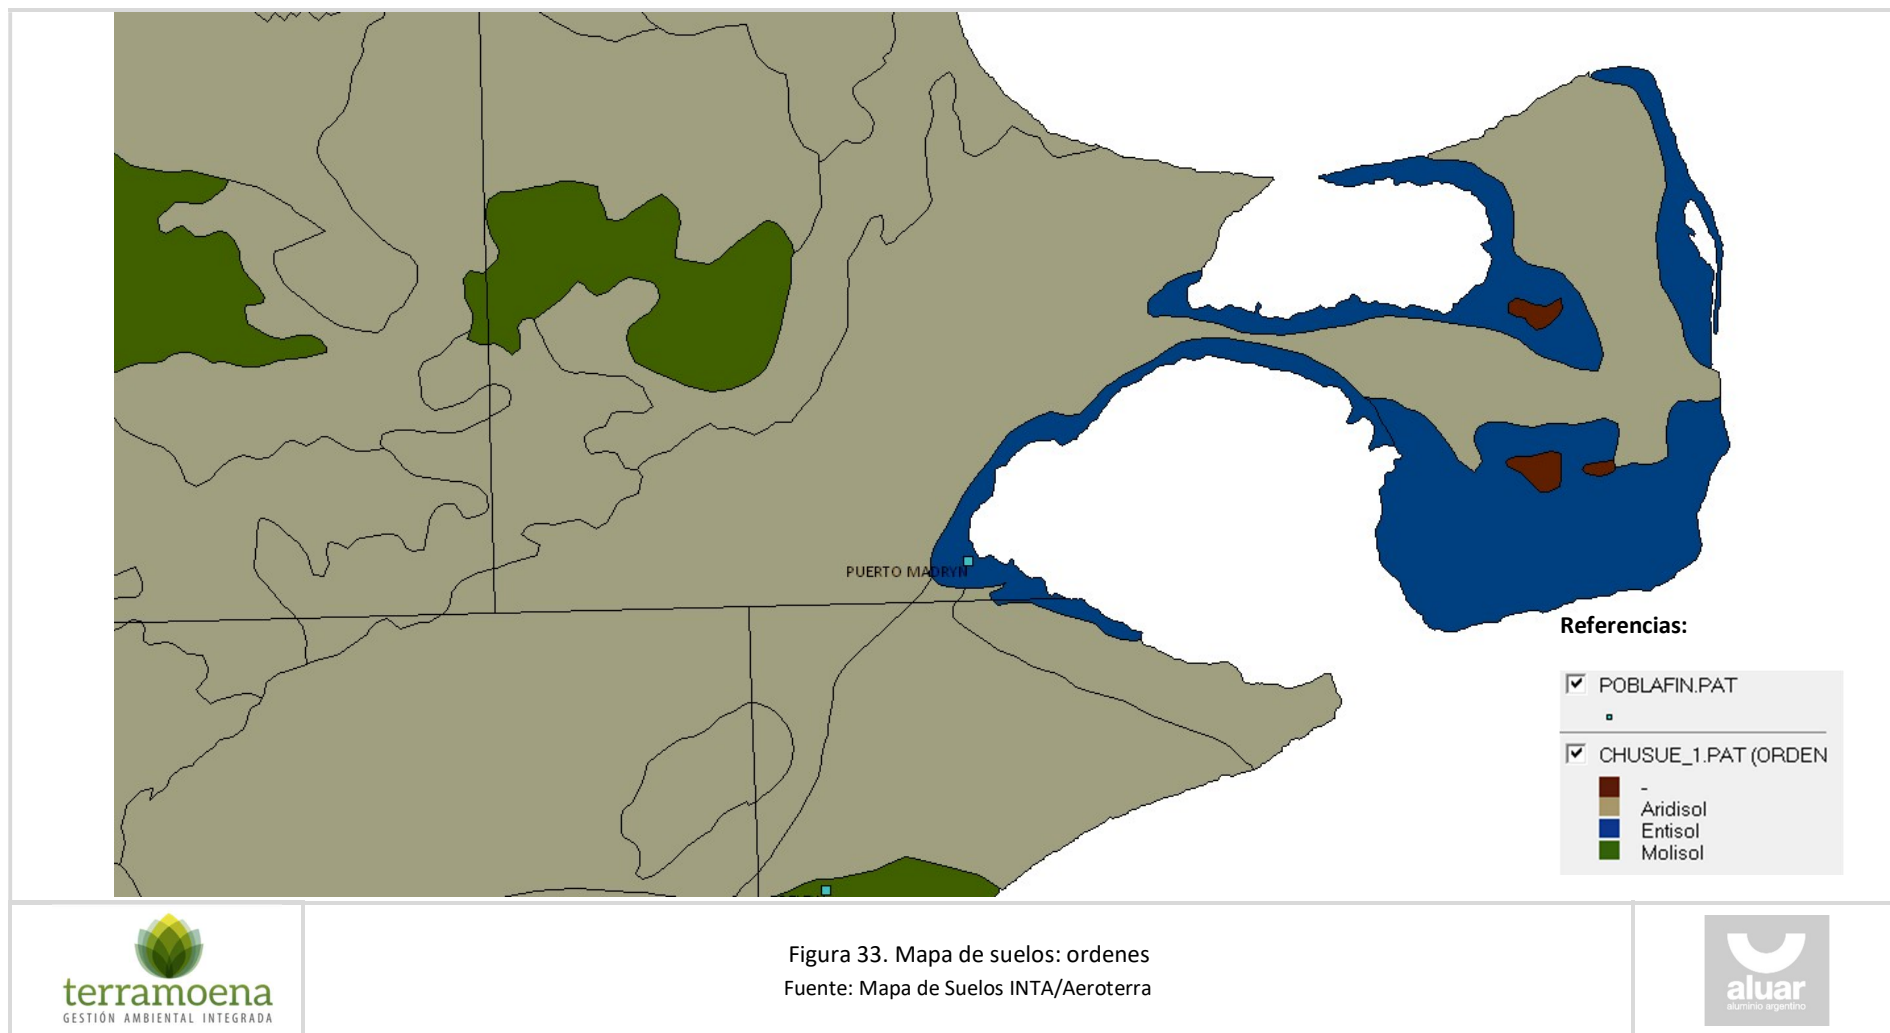 PUERTO MADRYN
Referencias:
POBLAFIN.PAT
CHUSUE_1.PAT (ORDEN
-
Aridisol
Entisol
Molisol
terramoena
GESTIÓN AMBIENTAL INTEGRADA
Figura 33. Mapa de suelos: ordenes
Fuente: Mapa de Suelos INTA/Aeroterra
aluar
aluminio argentino